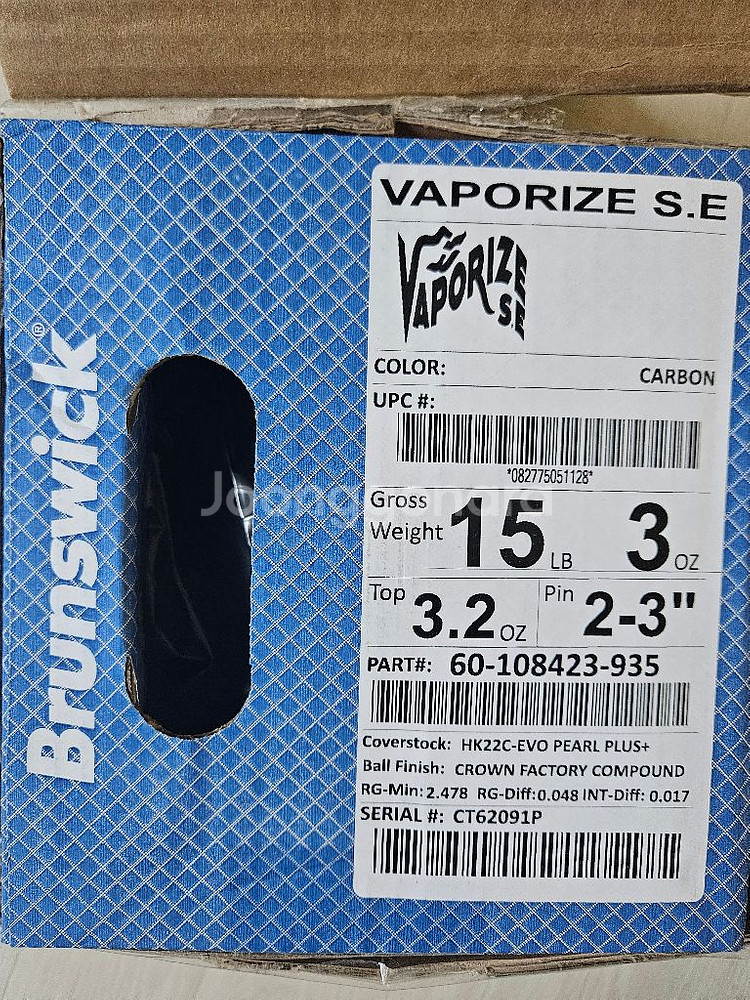 Brunswick®
VAPORIZE S.E
VAPORIZE
S.E
COLOR: CARBON
UPC #:
*082775051128*
Gross
Weight 15 LB 3 OZ
Top 3.2 OZ Pin 2-3"
PART#: 60-108423-935
Coverstock: HK22C-EVO PEARL PLUS+
Ball Finish: CROWN FACTORY COMPOUND
RG-Min: 2.478 RG-Diff:0.048 INT-Diff: 0.017
SERIAL #: CT62091P
Joonggonara